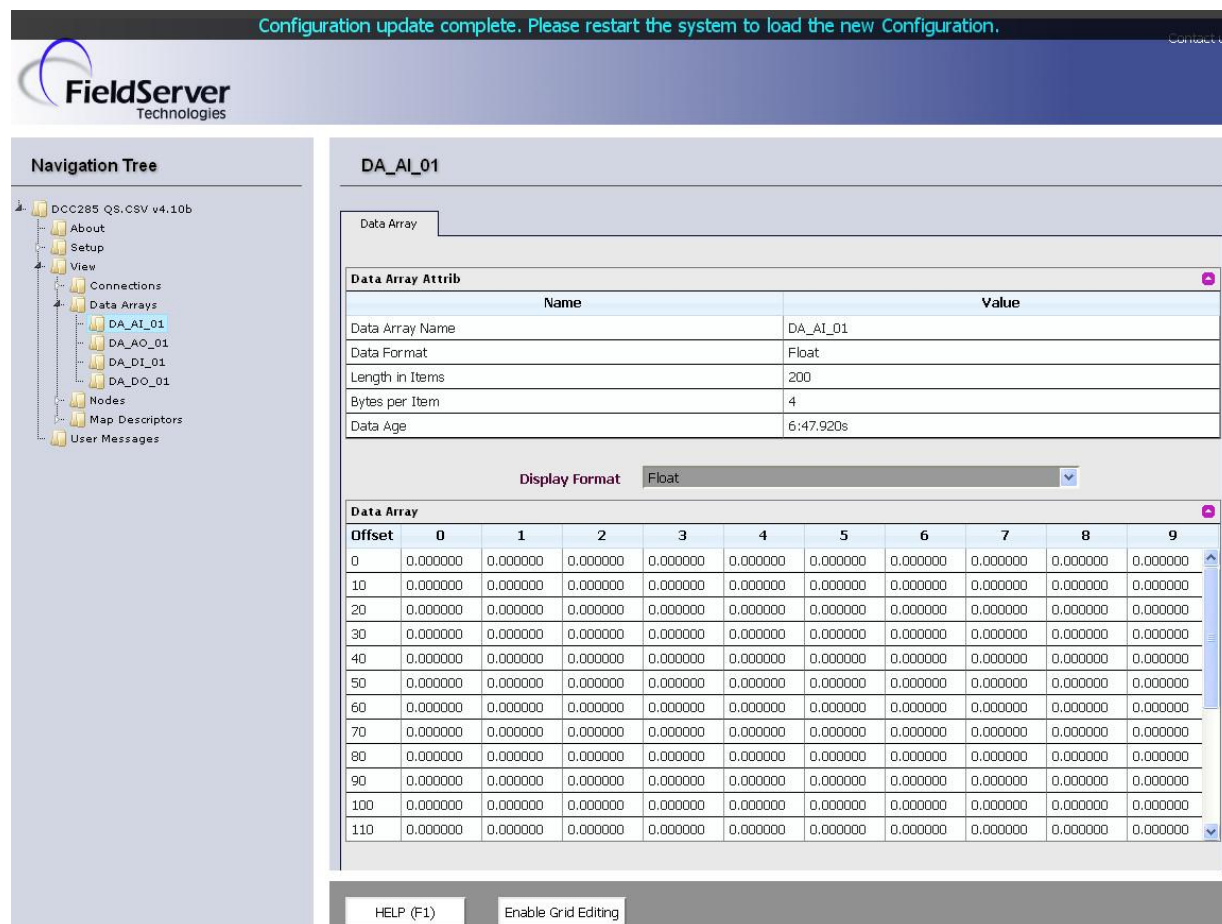 Configuration update complete. Please restart the system to load the new Configuration.
Contact
FieldServer
Technologies
Navigation Tree
DCC285 QS.CSV v4.10b
About
Setup
View
Connections
Data Arrays
DA_AI_01
DA_AO_01
DA_DI_01
DA_DO_01
Nodes
Map Descriptors
User Messages
DA_AI_01
Data Array
Data Array Attrib
Name Value
Data Array Name DA_AI_01
Data Format Float
Length in Items 200
Bytes per Item 4
Data Age 6:47.920s
Display Format Float
Data Array
Offset 0 1 2 3 4 5 6 7 8 9
0 0.000000 0.000000 0.000000 0.000000 0.000000 0.000000 0.000000 0.000000 0.000000 0.000000
10 0.000000 0.000000 0.000000 0.000000 0.000000 0.000000 0.000000 0.000000 0.000000 0.000000
20 0.000000 0.000000 0.000000 0.000000 0.000000 0.000000 0.000000 0.000000 0.000000 0.000000
30 0.000000 0.000000 0.000000 0.000000 0.000000 0.000000 0.000000 0.000000 0.000000 0.000000
40 0.000000 0.000000 0.000000 0.000000 0.000000 0.000000 0.000000 0.000000 0.000000 0.000000
50 0.000000 0.000000 0.000000 0.000000 0.000000 0.000000 0.000000 0.000000 0.000000 0.000000
60 0.000000 0.000000 0.000000 0.000000 0.000000 0.000000 0.000000 0.000000 0.000000 0.000000
70 0.000000 0.000000 0.000000 0.000000 0.000000 0.000000 0.000000 0.000000 0.000000 0.000000
80 0.000000 0.000000 0.000000 0.000000 0.000000 0.000000 0.000000 0.000000 0.000000 0.000000
90 0.000000 0.000000 0.000000 0.000000 0.000000 0.000000 0.000000 0.000000 0.000000 0.000000
100 0.000000 0.000000 0.000000 0.000000 0.000000 0.000000 0.000000 0.000000 0.000000 0.000000
110 0.000000 0.000000 0.000000 0.000000 0.000000 0.000000 0.000000 0.000000 0.000000 0.000000
HELP (F1) Enable Grid Editing